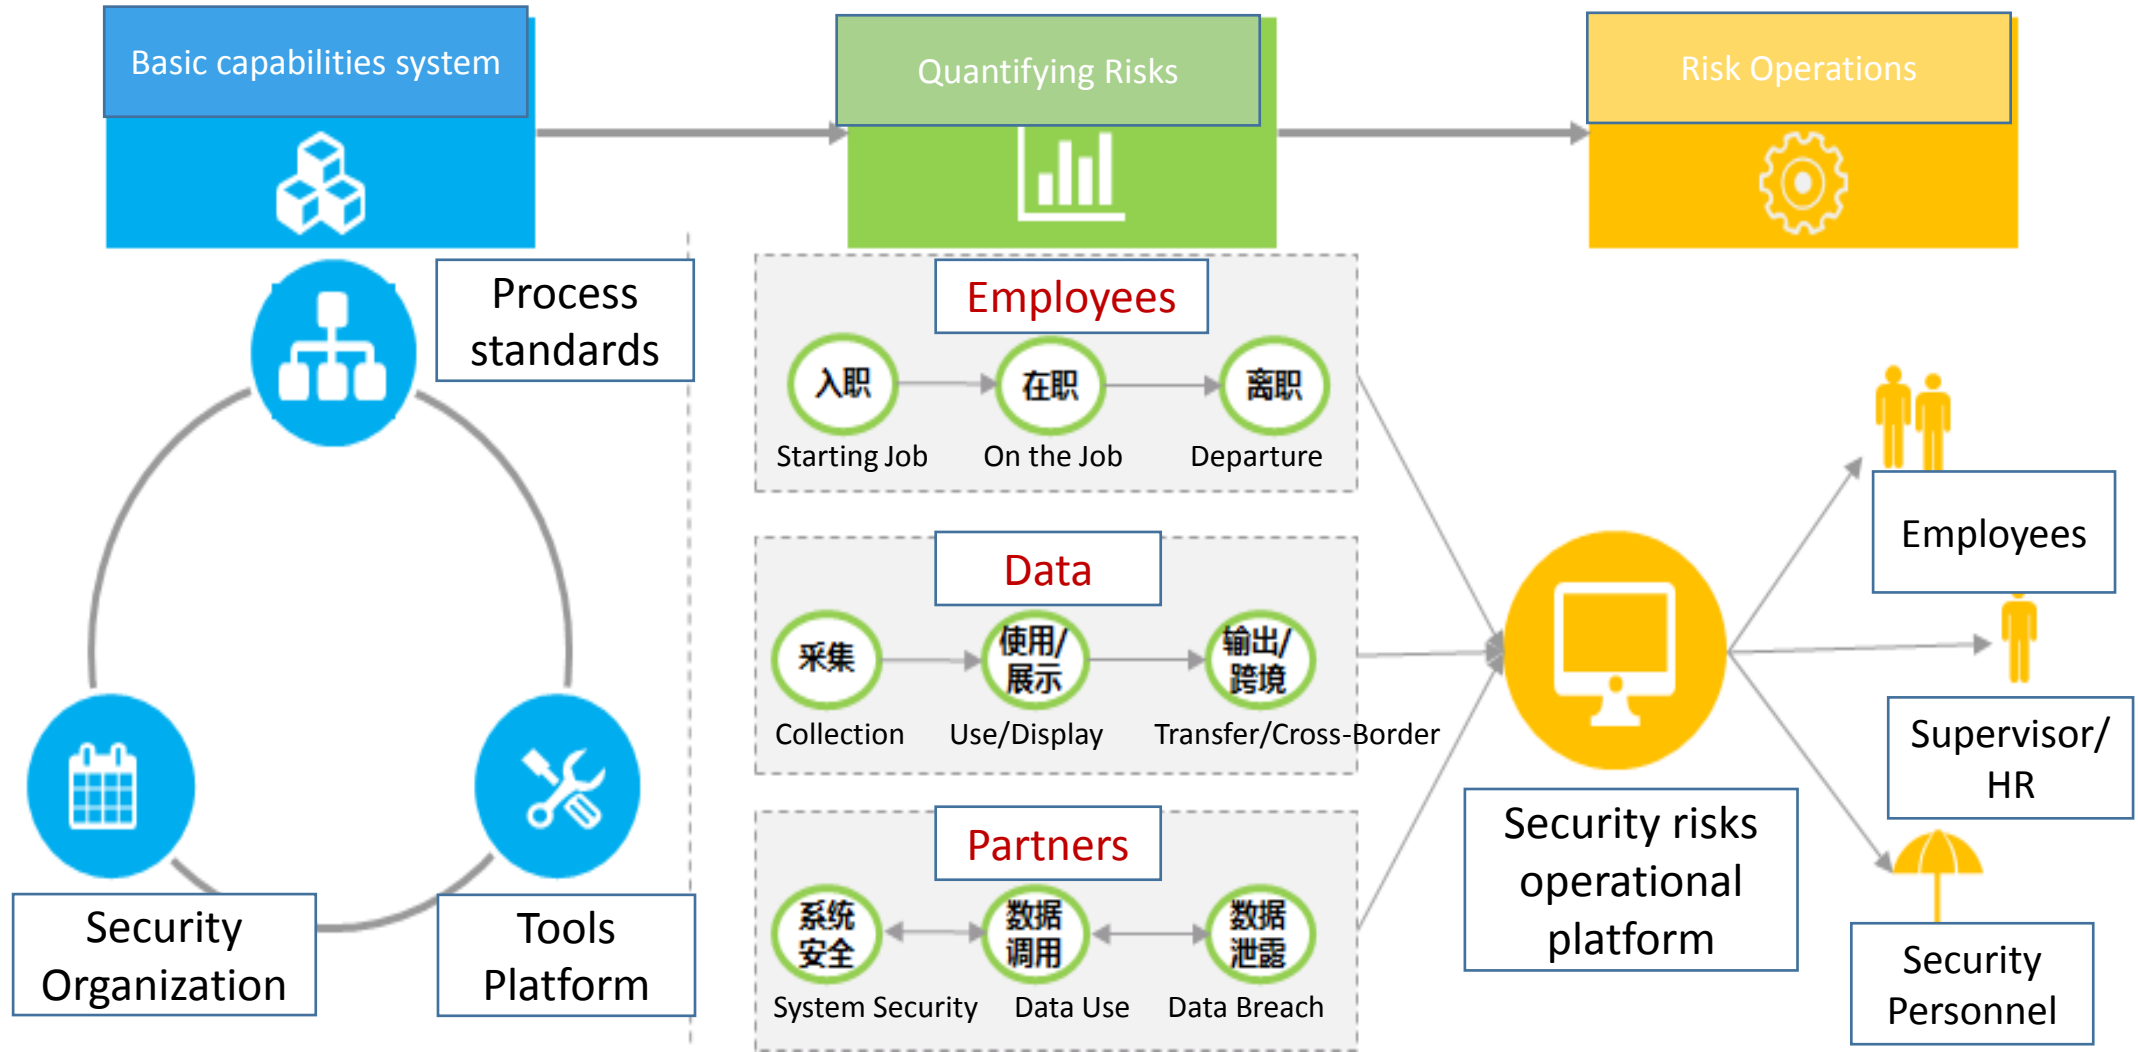 Basic capabilities system
Quantifying Risks
Risk Operations
Process
standards
Security
Organization
Tools
Platform
Employees
入职
在职
离职
Starting Job
On the Job
Departure
Data
采集
使用/
展示
输出/
跨境
Collection
Use/Display
Transfer/Cross-Border
Partners
系统
安全
数据
调用
数据
泄露
System Security
Data Use
Data Breach
Security risks
operational
platform
Employees
Supervisor/
HR
Security
Personnel